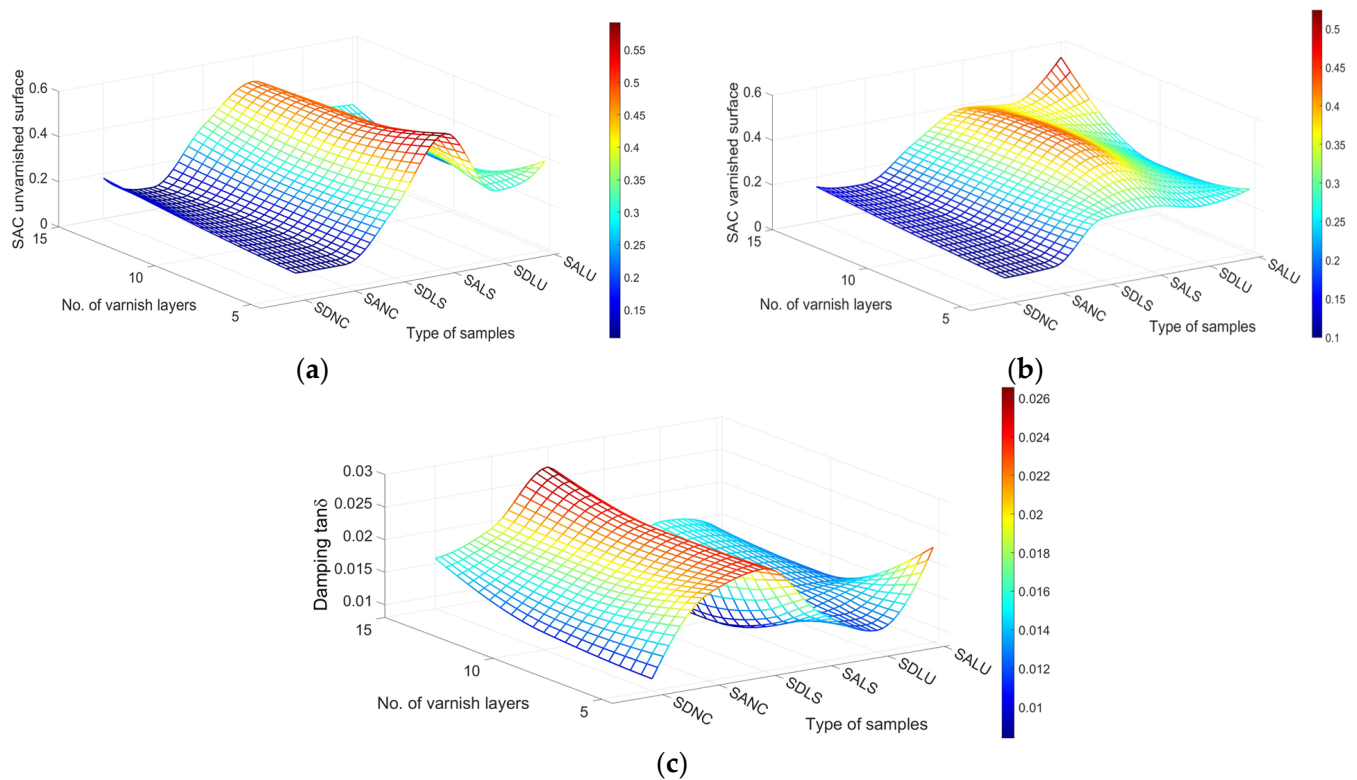 SAC unvarnished surface
0.6
0.4
0.2
0
15
10
5
No. of varnish layers
SDNC
SANC
SDLS
SALS
SDLU
SALU
Type of samples
0.55
0.5
0.45
0.4
0.35
0.3
0.25
0.2
0.15
(a)
SAC varnished surface
0.6
0.4
0.2
0
15
10
5
No. of varnish layers
SDNC
SANC
SDLS
SALS
SDLU
SALU
Type of samples
0.5
0.45
0.4
0.35
0.3
0.25
0.2
0.15
0.1
(b)
Damping tanδ
0.03
0.025
0.02
0.015
0.01
15
10
5
No. of varnish layers
SDNC
SANC
SDLS
SALS
SDLU
SALU
Type of samples
0.026
0.024
0.022
0.02
0.018
0.016
0.014
0.012
0.01
(c)